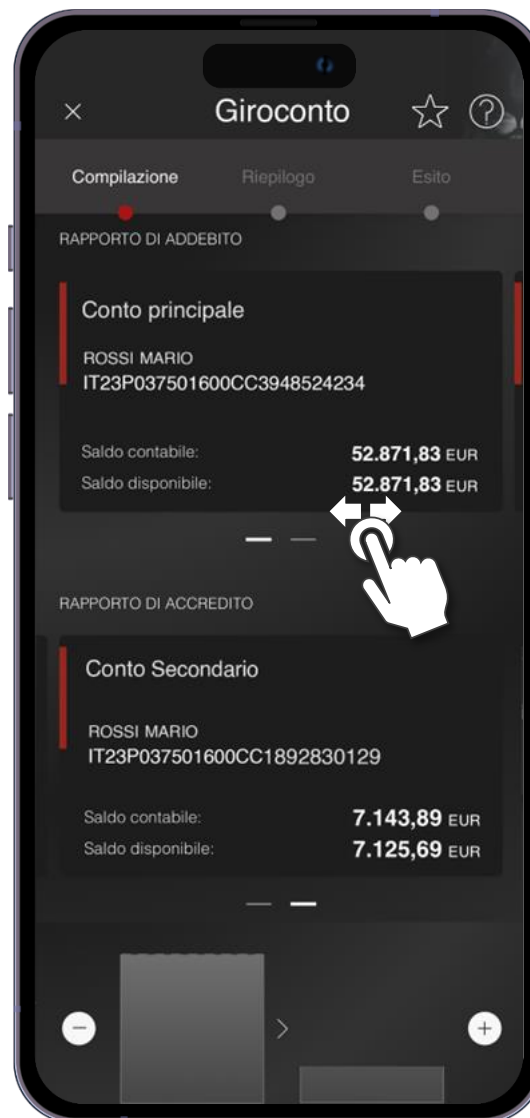 Giroconto
Compilazione Riepilogo Esito
RAPPORTO DI ADDEBITO
Conto principale
ROSSI MARIO
IT23P037501600CC3948524234
Saldo contabile: 52.871,83 EUR
Saldo disponibile: 52.871,83 EUR
RAPPORTO DI ACCREDITO
Conto Secondario
ROSSI MARIO
IT23P037501600CC1892830129
Saldo contabile: 7.143,89 EUR
Saldo disponibile: 7.125,69 EUR